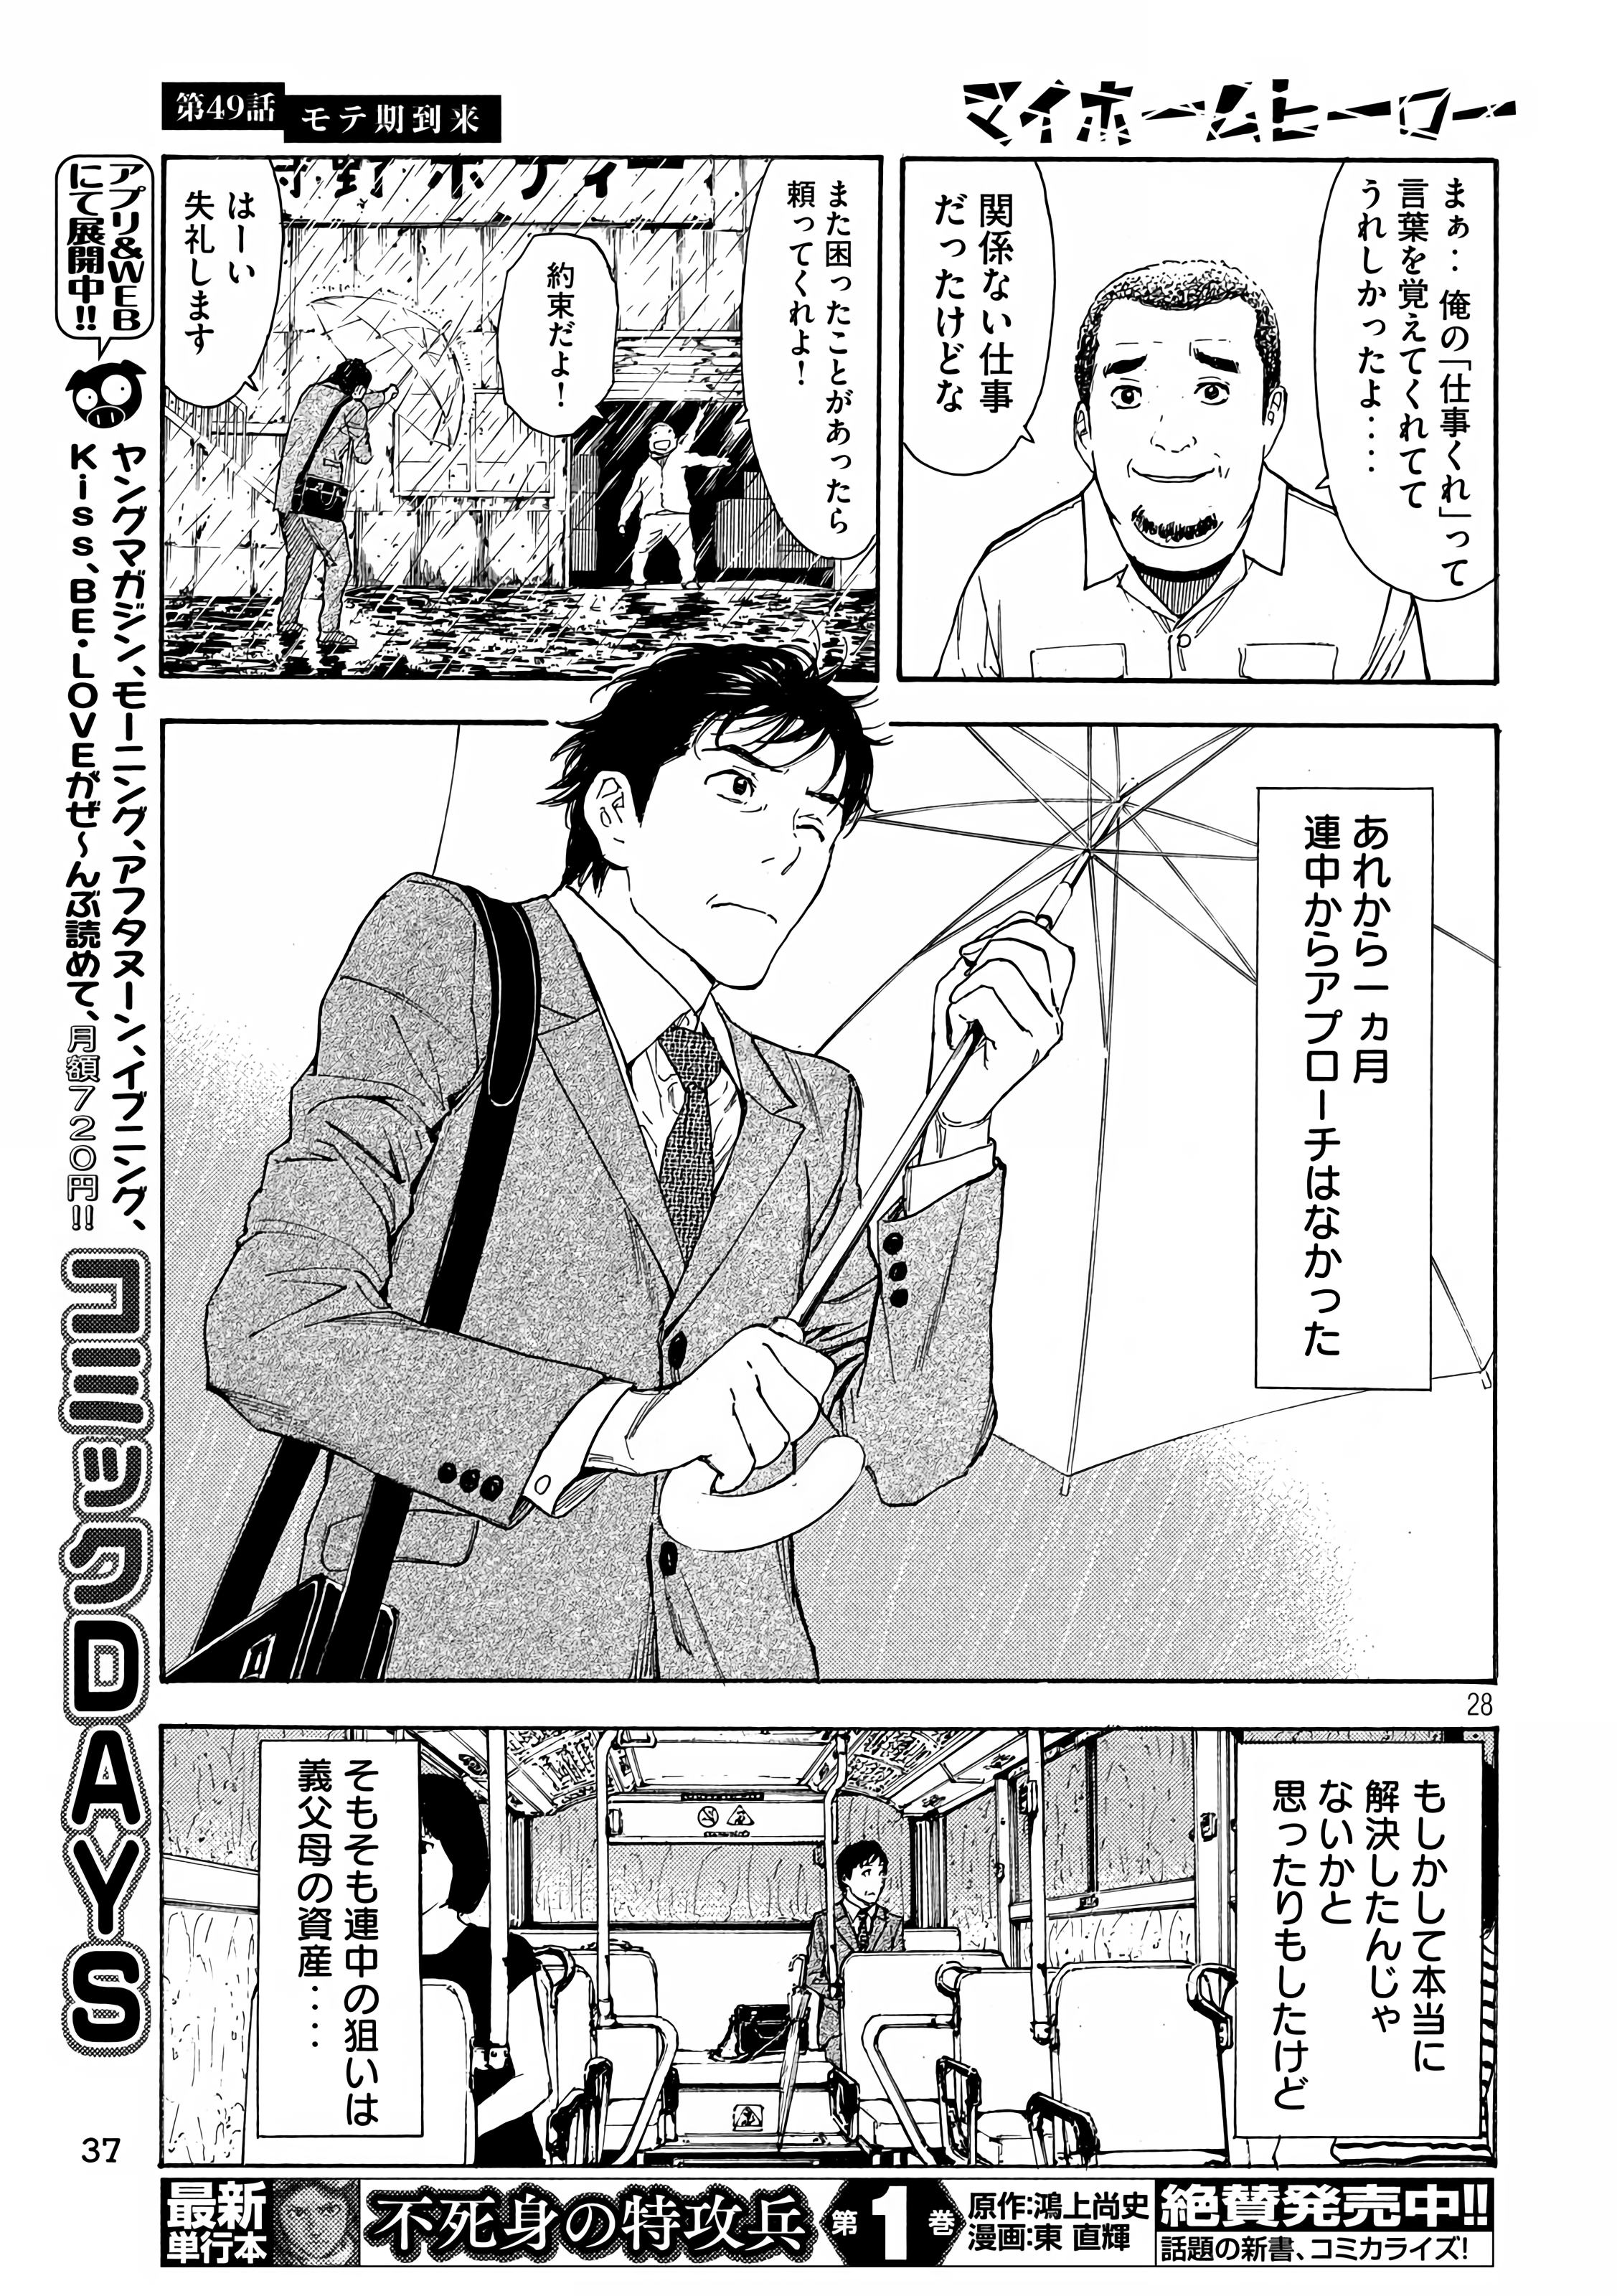 マイホームヒーロー
第49話
モテ期到来
まぁ‥俺の「仕事くれ」って
言葉を覚えてくれてて
うれしかったよ‥‥
関係ない仕事
だったけどな
また困ったことがあったら
頼ってくれよ!
約束だよ!
はーい
失礼します
野ボディー
あれから一ヵ月
連中からアプローチはなかった
28
もしかして本当に
解決したんじゃ
ないかと
思ったりもしたけど
そもそも連中の狙いは
義父母の資産‥‥
アプリ&WEB
にて展開中!!
ヤングマガジン、モーニング、アフタヌーン、イブニング、
Kiss、BE・LOVEがぜ〜んぶ読めて、月額720円!!
コミックDAYS
37
最新
単行本
不死身の特攻兵
第1巻
原作:鴻上尚史
漫画:東 直輝
絶賛発売中!!
話題の新書、コミカライズ!